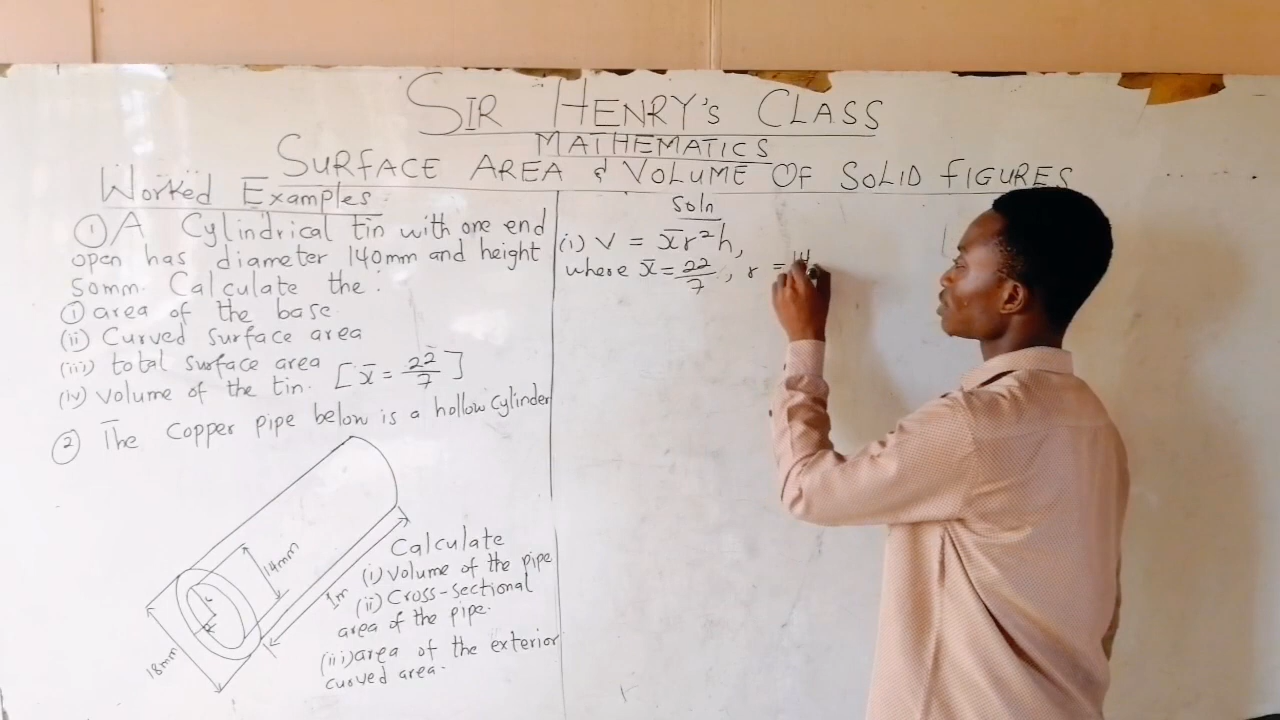 SIR HENRY'S CLASS
MATHEMATICS
SURFACE AREA & VOLUME OF SOLID FIGURES
Worked Examples
① A Cylindrical tin with one end
open has diameter 140mm and height
50mm. Calculate the:
① area of the base
(ii) Curved surface area
(iii) total surface area
(iv) Volume of the tin. [π = 22/7]
② The Copper pipe below is a hollow cylinder
14mm
1m
18mm
Calculate
(i) Volume of the pipe
(ii) Cross-sectional
area of the pipe.
(iii) area of the exterior
curved area.
Soln
(i) V = πr²h,
where π = 22/7, r = 14